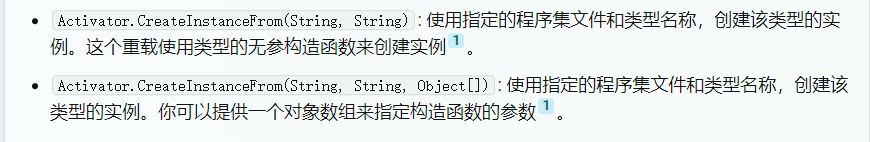 • Activator.CreateInstanceFrom(String, String)：使用指定的程序集文件和类型名称，创建该类型的实
例。这个重载使用类型的无参构造函数来创建实例1。
• Activator.CreateInstanceFrom(String, String, Object[])：使用指定的程序集文件和类型名称，创建该
类型的实例。你可以提供一个对象数组来指定构造函数的参数1。